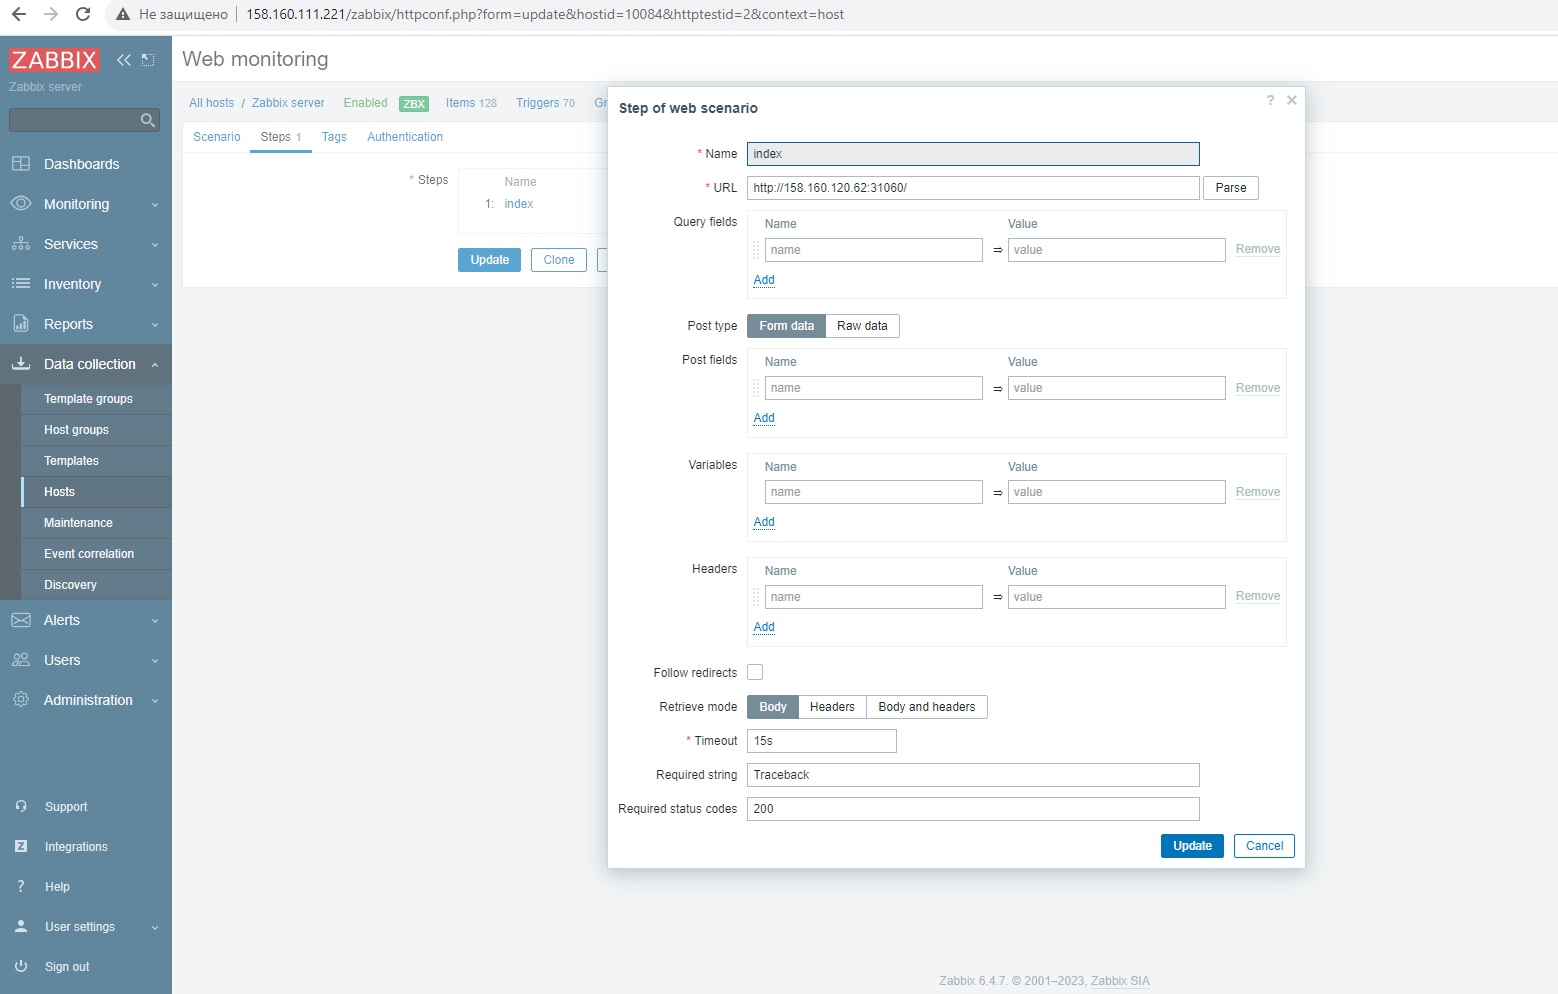 Не защищено 158.160.111.221/zabbix/httpconf.php?form=update&hostid=10084&httptestid=2&context=host
ZABBIX
Zabbix server
Dashboards
Monitoring
Services
Inventory
Reports
Data collection
Template groups
Host groups
Templates
Hosts
Maintenance
Event correlation
Discovery
Alerts
Users
Administration
Support
Z Integrations
? Help
User settings
Sign out
Web monitoring
All hosts / Zabbix server Enabled ZBX Items 128 Triggers 70 Gr
Scenario Steps 1 Tags Authentication
* Steps
Name
1: index
Update Clone
Step of web scenario ?
* Name index
* URL http://158.160.120.62:31060/ Parse
Query fields Name Value
name ⇒ value Remove
Add
Post type Form data Raw data
Post fields Name Value
name ⇒ value Remove
Add
Variables Name Value
name ⇒ value Remove
Add
Headers Name Value
name ⇒ value Remove
Add
Follow redirects
Retrieve mode Body Headers Body and headers
* Timeout 15s
Required string Traceback
Required status codes 200
Update Cancel
Zabbix 6.4.7. © 2001–2023, Zabbix SIA